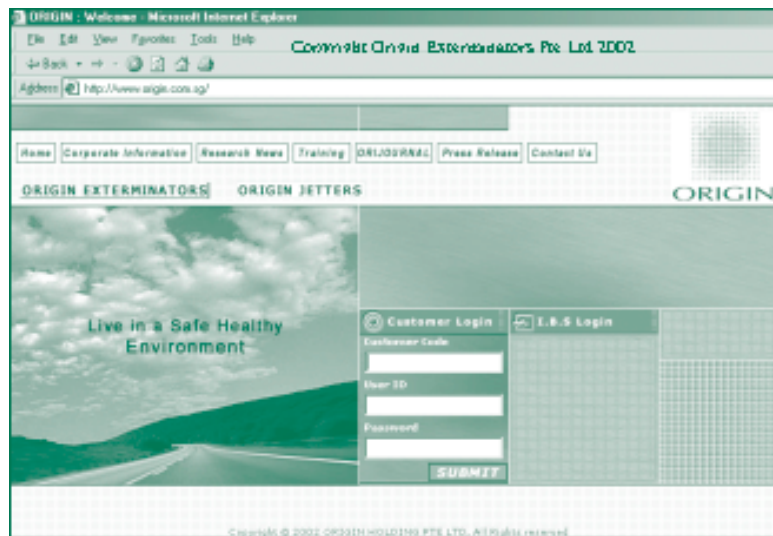 ORIGIN : Welcome - Microsoft Internet Explorer
File Edit View Favorites Tools Help
Copyright Origin Exterminators Pte Ltd 2002
Back
Address http://www.origin.com.sg/
Home Corporate Information Research News Training ORIJOURNAL Press Release Contact Us
ORIGIN EXTERMINATORS ORIGIN JETTERS
ORIGIN
Live in a Safe Healthy
Environment
Customer Login I.B.S Login
Customer Code
User ID
Password
SUBMIT
Copyright © 2002 ORIGIN HOLDING PTE LTD. All Rights reserved